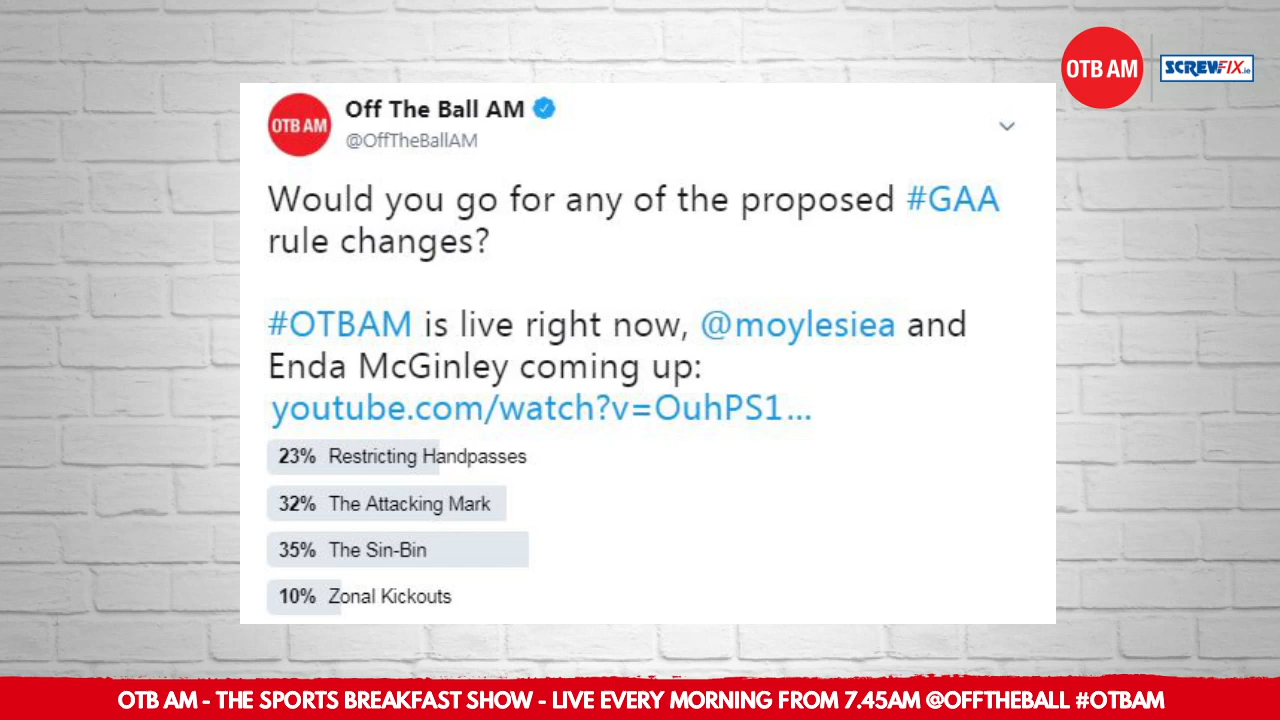 OTB AM
SCREWFIX.ie
OTB AM
Off The Ball AM
@OffTheBallAM
Would you go for any of the proposed #GAA
rule changes?
#OTBAM is live right now, @moylesiea and
Enda McGinley coming up:
youtube.com/watch?v=OuhPS1...
23% Restricting Handpasses
32% The Attacking Mark
35% The Sin-Bin
10% Zonal Kickouts
OTB AM - THE SPORTS BREAKFAST SHOW - LIVE EVERY MORNING FROM 7.45AM @OFFTHEBALL #OTBAM